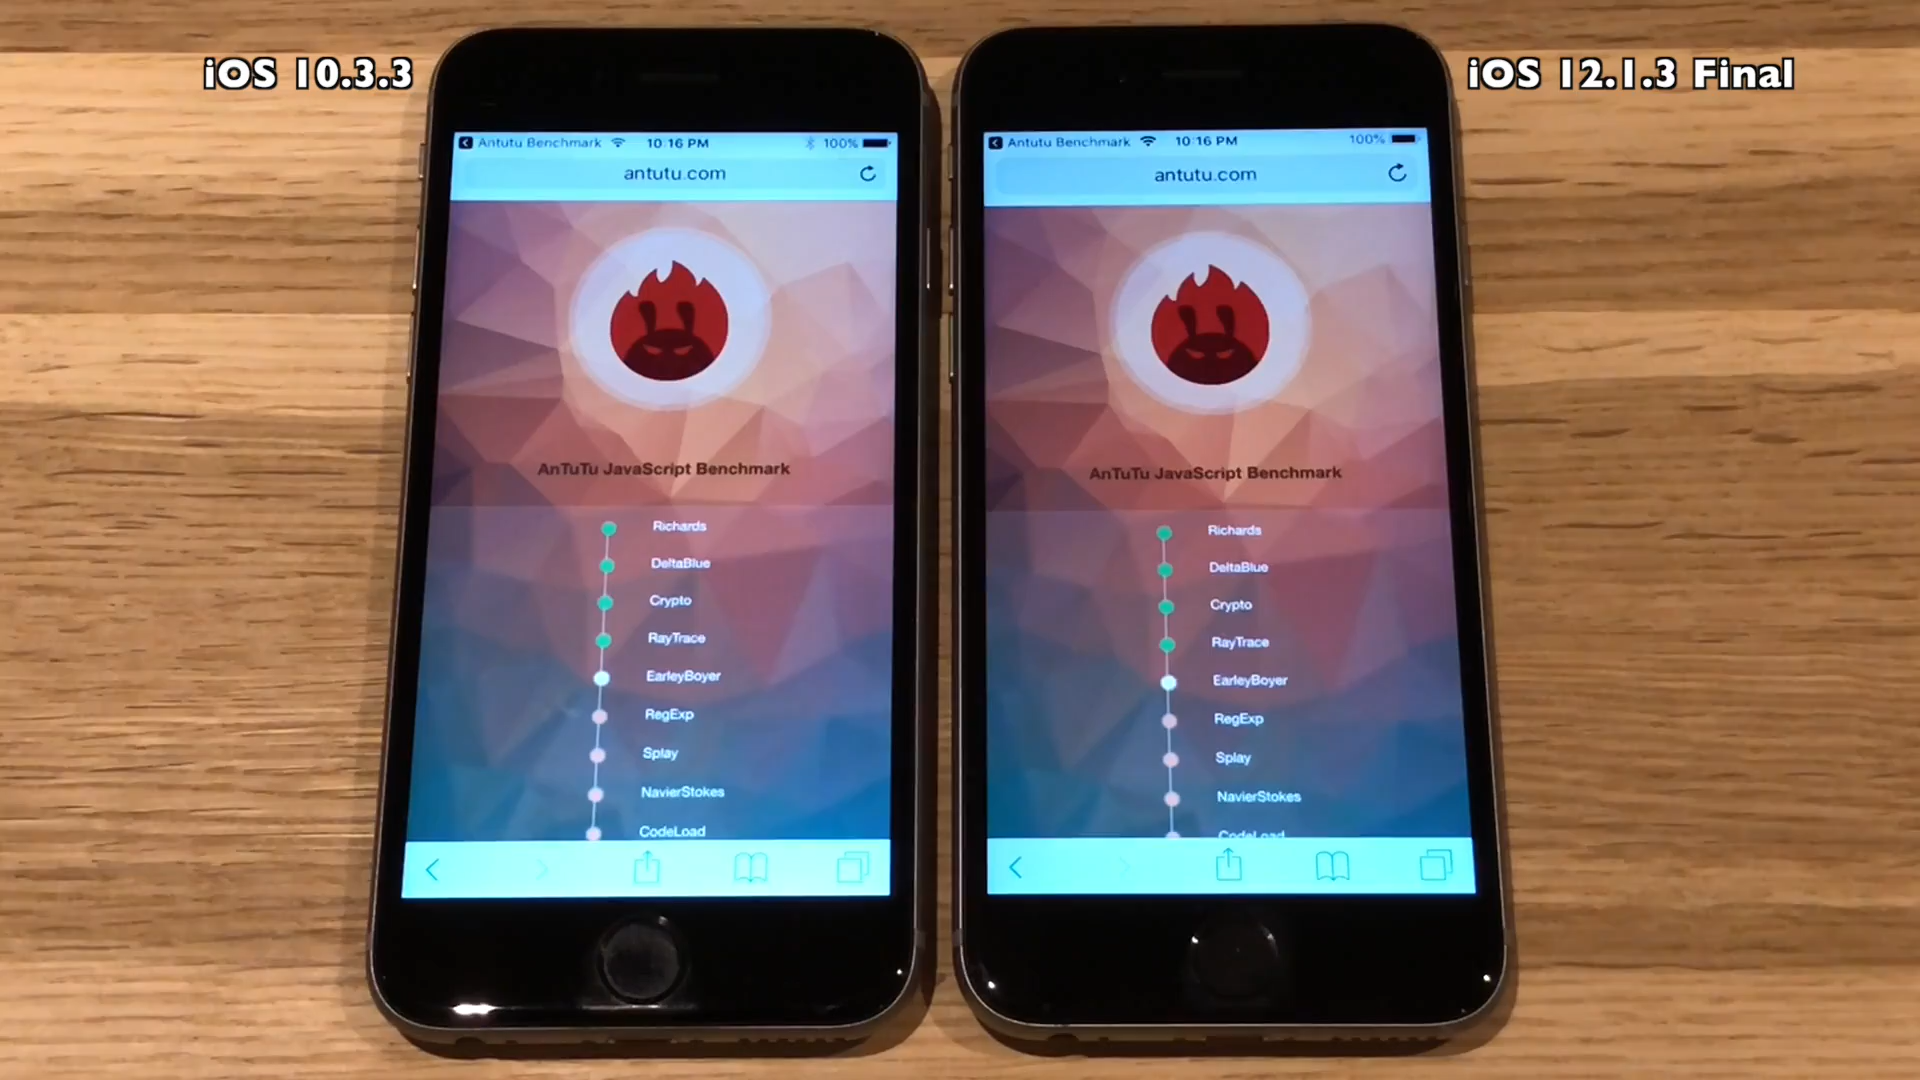 iOS 10.3.3
iOS 12.1.3 Final
Antutu Benchmark 10:16 PM 100%
antutu.com
AnTuTu JavaScript Benchmark
Richards
DeltaBlue
Crypto
RayTrace
EarleyBoyer
RegExp
Splay
NavierStokes
CodeLoad
Antutu Benchmark 10:16 PM 100%
antutu.com
AnTuTu JavaScript Benchmark
Richards
DeltaBlue
Crypto
RayTrace
EarleyBoyer
RegExp
Splay
NavierStokes
CodeLoad